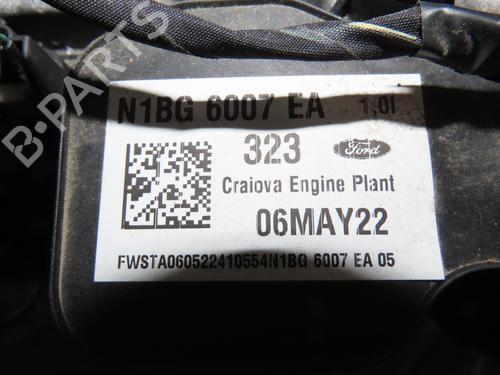 N1BG 6007 EA 1,0l
323 Ford
Craiova Engine Plant
06MAY22
FWSTA060522410554N1BG 6007 EA 05
B-PARTS